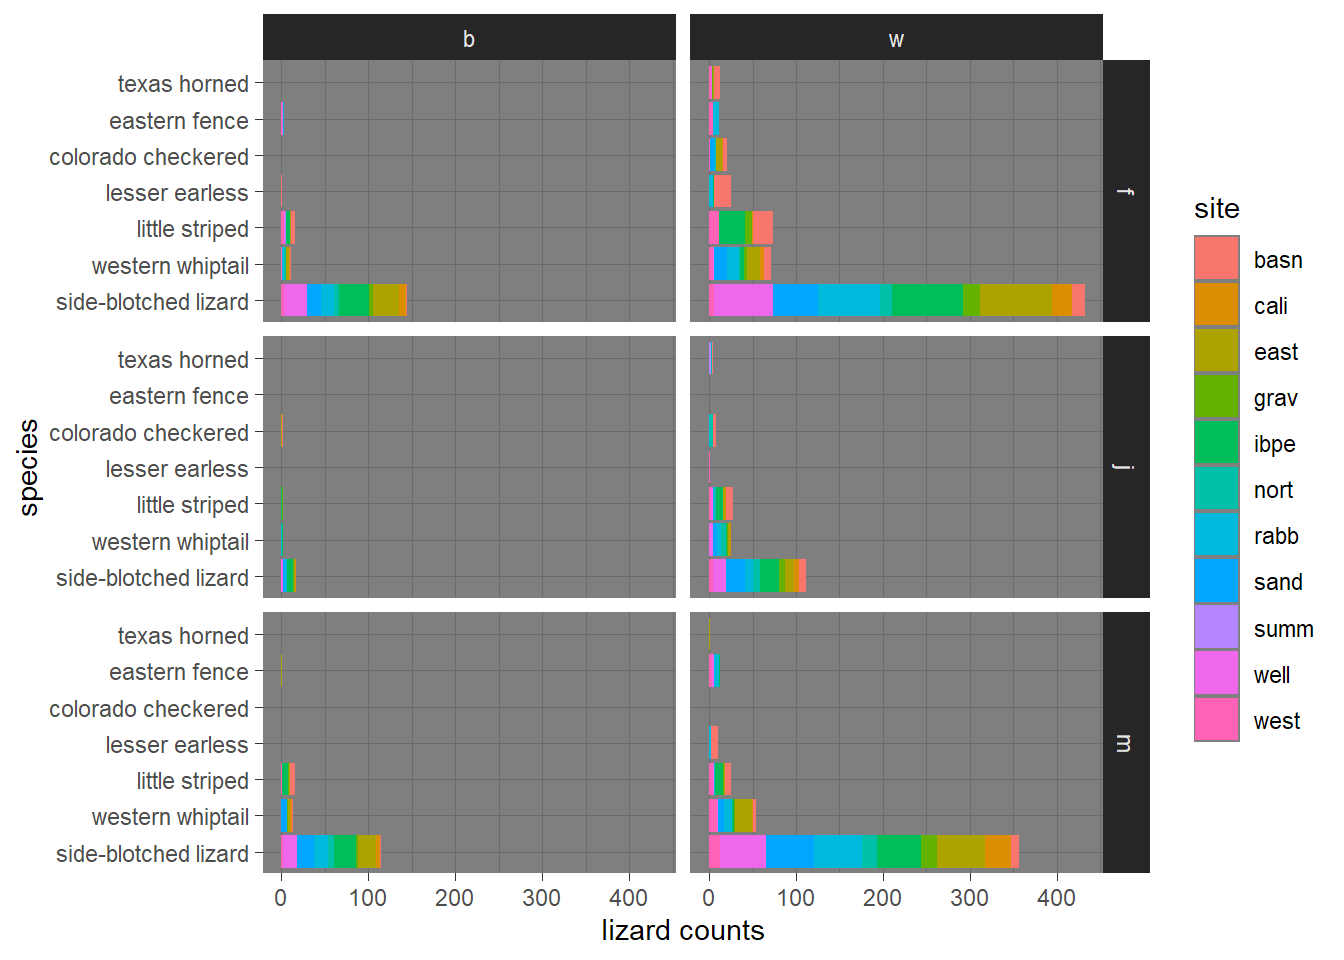 b
w
texas horned
eastern fence
colorado checkered
lesser earless
little striped
western whiptail
side-blotched lizard
f
texas horned
eastern fence
colorado checkered
lesser earless
little striped
western whiptail
side-blotched lizard
j
texas horned
eastern fence
colorado checkered
lesser earless
little striped
western whiptail
side-blotched lizard
m
species
0 100 200 300 400
0 100 200 300 400
lizard counts
site
basn
cali
east
grav
ibpe
nort
rabb
sand
summ
well
west